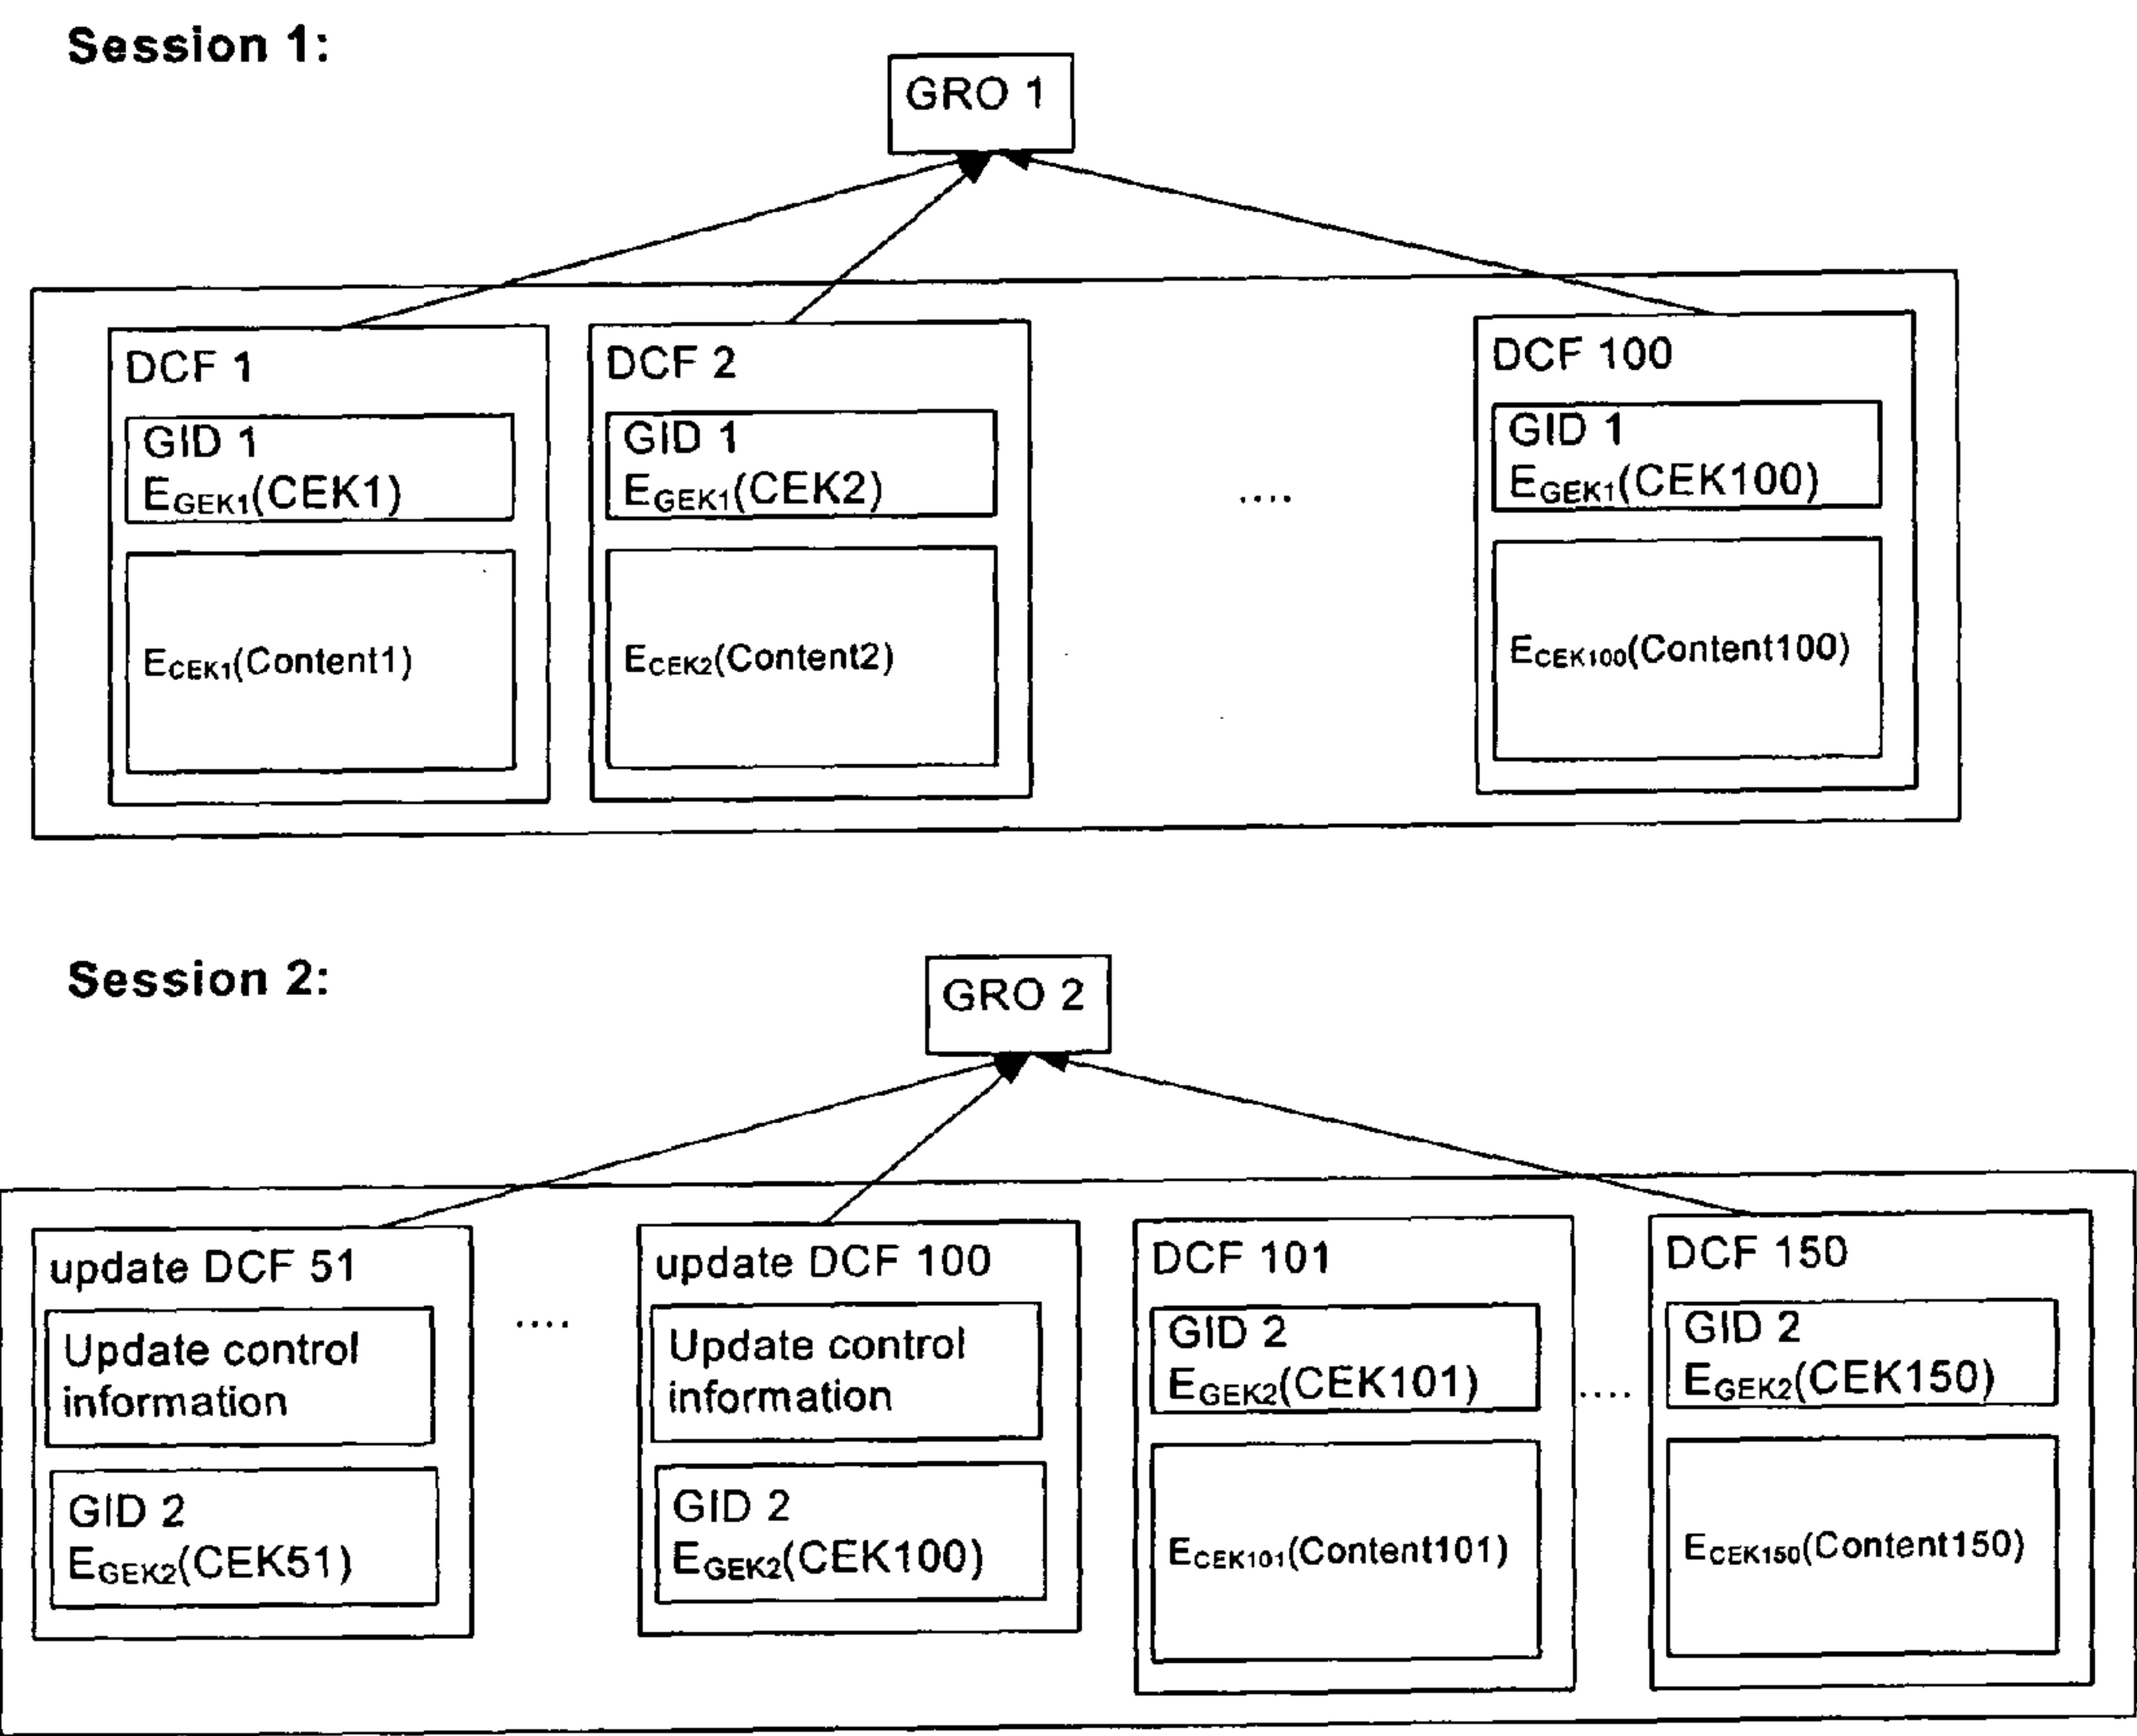 Session 1:
GRO 1
DCF 1
GID 1
EGEK1(CEK1)
ECEK1(Content1)
DCF 2
GID 1
EGEK1(CEK2)
ECEK2(Content2)
....
DCF 100
GID 1
EGEK1(CEK100)
ECEK100(Content100)
Session 2:
GRO 2
update DCF 51
Update control
information
GID 2
EGEK2(CEK51)
....
update DCF 100
Update control
information
GID 2
EGEK2(CEK100)
DCF 101
GID 2
EGEK2(CEK101)
ECEK101(Content101)
....
DCF 150
GID 2
EGEK2(CEK150)
ECEK150(Content150)